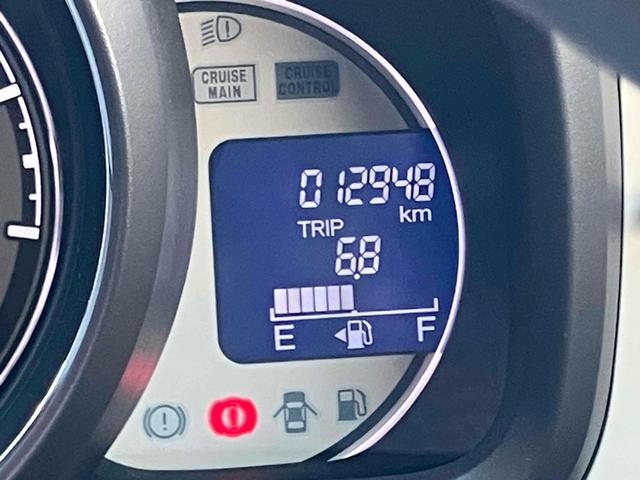 CRUISE MAIN
CRUISE CONTROL
012948
km
TRIP
6.8
E F